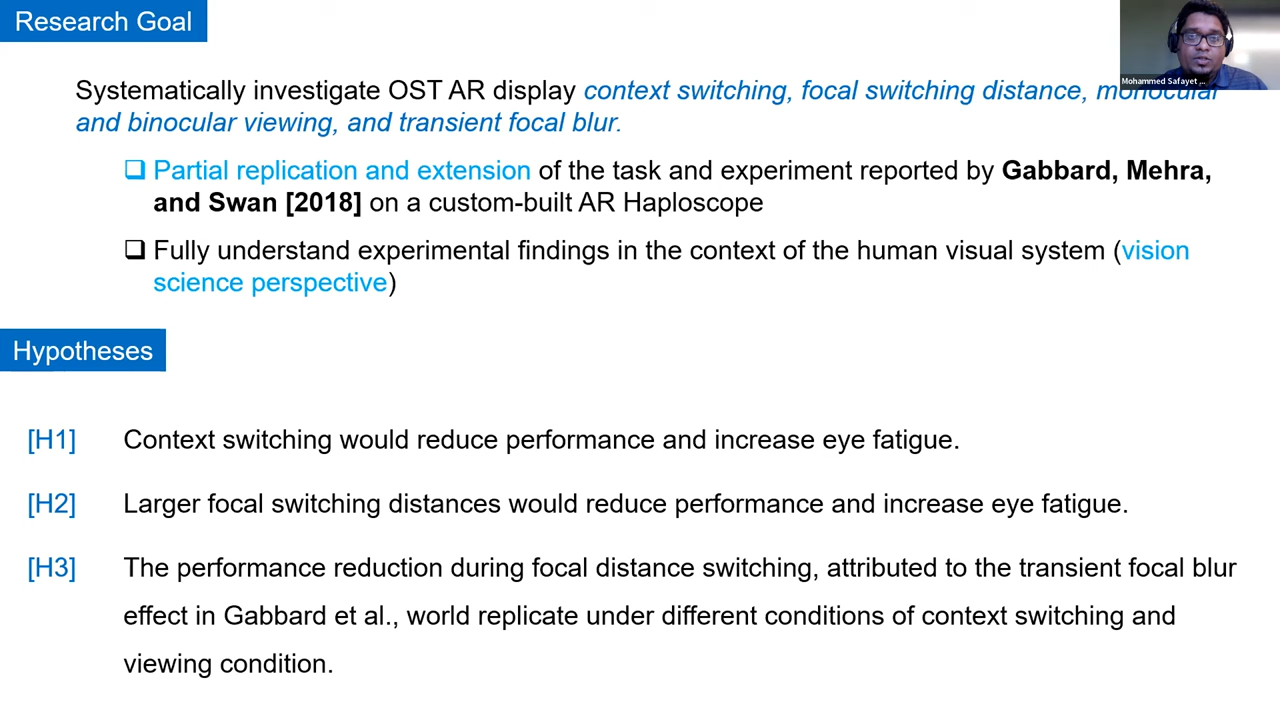 Research Goal
Mohammed Safayet ...
Systematically investigate OST AR display context switching, focal switching distance, monocular
and binocular viewing, and transient focal blur.
Partial replication and extension of the task and experiment reported by Gabbard, Mehra,
and Swan [2018] on a custom-built AR Haploscope
Fully understand experimental findings in the context of the human visual system (vision
science perspective)
Hypotheses
[H1] Context switching would reduce performance and increase eye fatigue.
[H2] Larger focal switching distances would reduce performance and increase eye fatigue.
[H3] The performance reduction during focal distance switching, attributed to the transient focal blur
effect in Gabbard et al., world replicate under different conditions of context switching and
viewing condition.